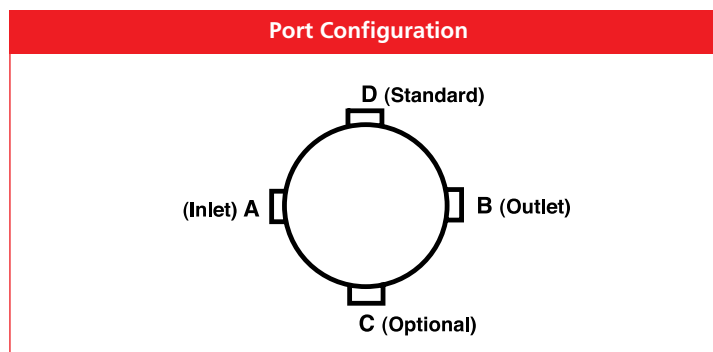 Port Configuration
D (Standard)
(Inlet) A
B (Outlet)
C (Optional)